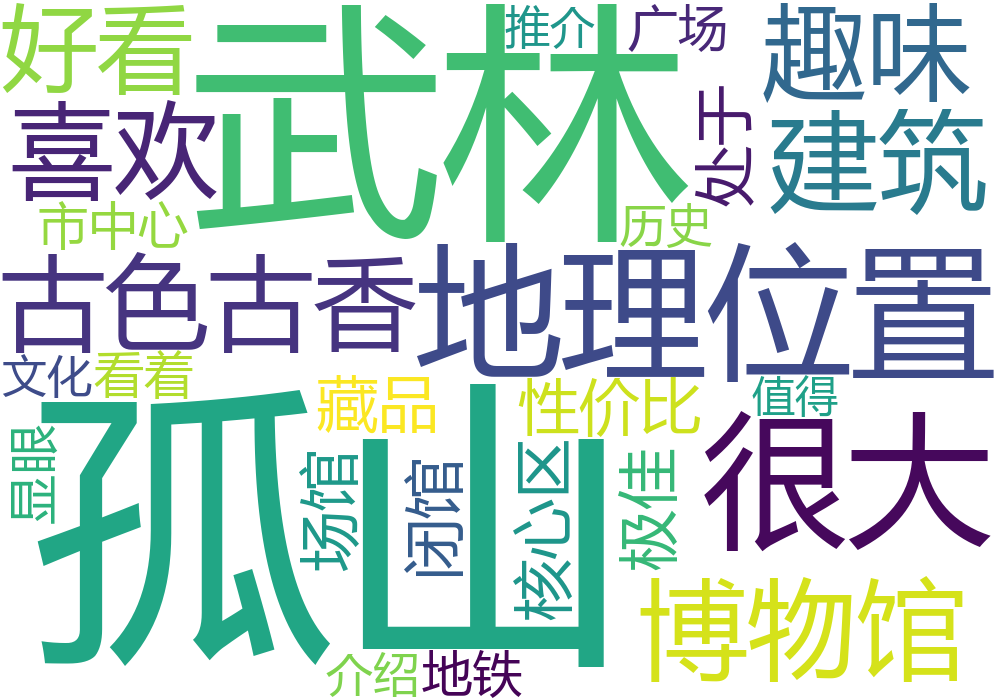 好看
武林
推介
广场
趣味
喜欢
处于
建筑
市中心
历史
古色古香
地理位置
文化
看着
藏品
性价比
值得
孤山
很大
显眼
场馆
闭馆
核心区
极佳
博物馆
介绍
地铁